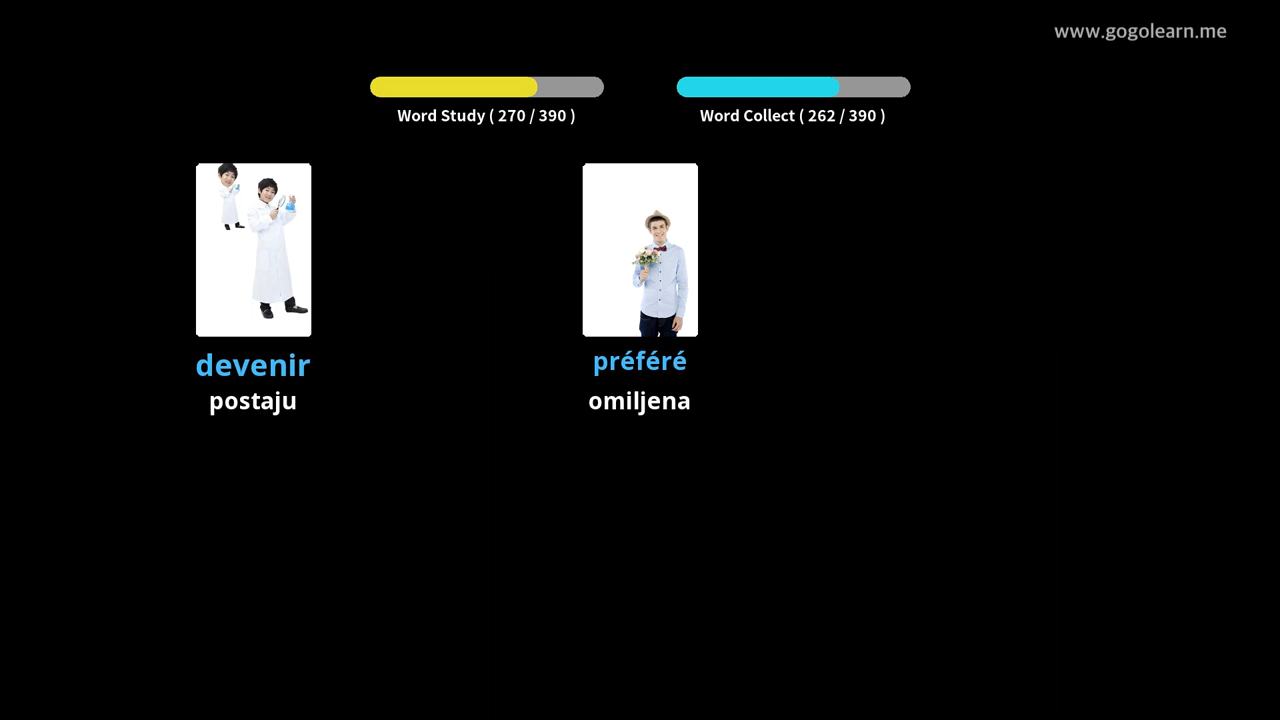 www.gogolearn.me
Word Study ( 270 / 390 )
Word Collect ( 262 / 390 )
devenir
postaju
préféré
omiljena